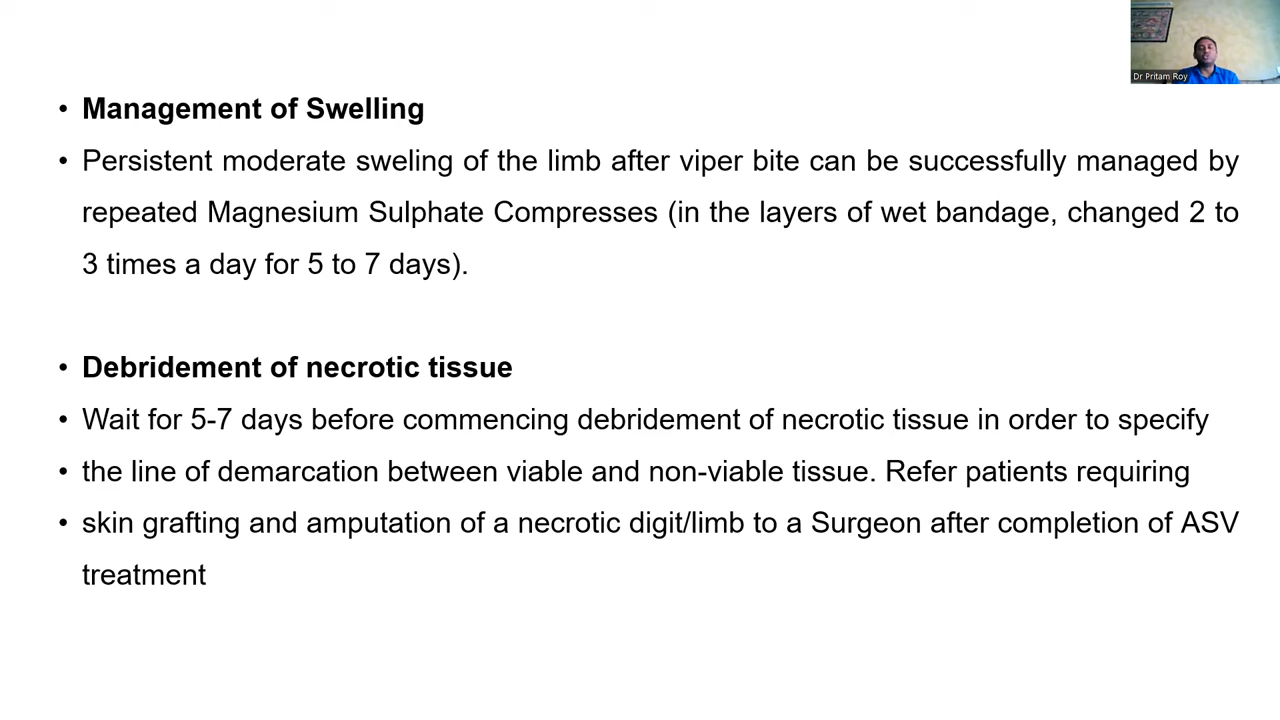 Dr Pritam Roy
• Management of Swelling
• Persistent moderate sweling of the limb after viper bite can be successfully managed by
repeated Magnesium Sulphate Compresses (in the layers of wet bandage, changed 2 to
3 times a day for 5 to 7 days).
• Debridement of necrotic tissue
• Wait for 5-7 days before commencing debridement of necrotic tissue in order to specify
• the line of demarcation between viable and non-viable tissue. Refer patients requiring
• skin grafting and amputation of a necrotic digit/limb to a Surgeon after completion of ASV
treatment